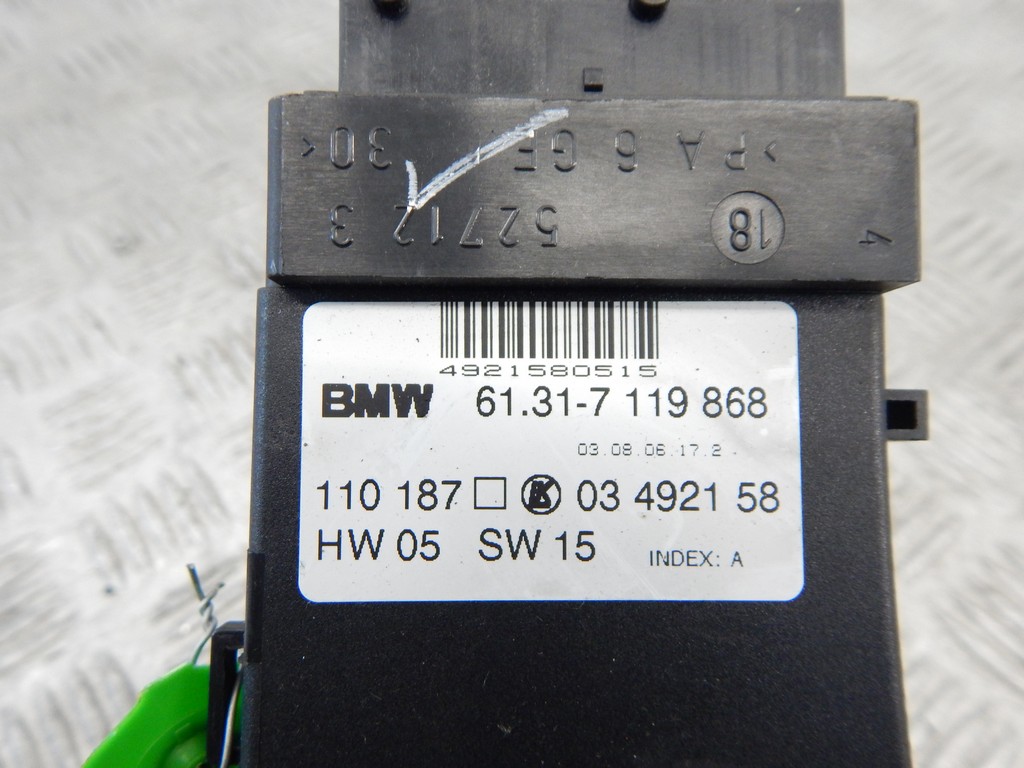 >PA 6 GF 30<
52712 3
18
4
4921580515
BMW 61.31-7 119 868
03.08.06.17.2
110 187 □ 03 4921 58
HW 05 SW 15 INDEX: A